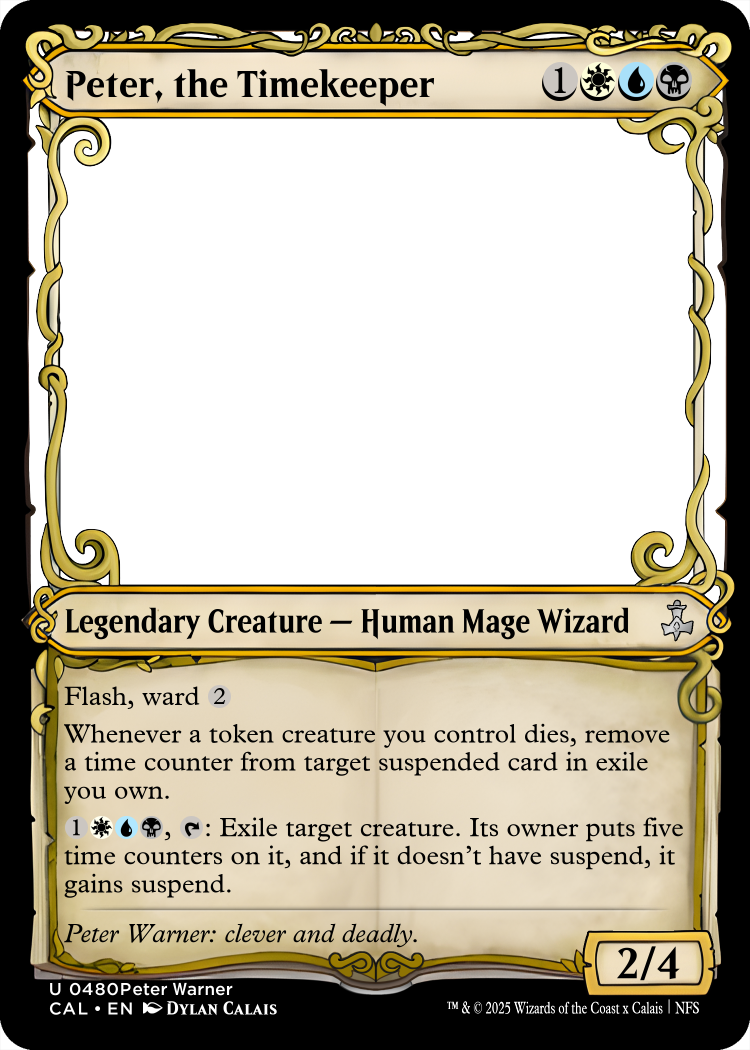 Peter, the Timekeeper 1
Legendary Creature — Human Mage Wizard
Flash, ward 2
Whenever a token creature you control dies, remove
a time counter from target suspended card in exile
you own.
1, : Exile target creature. Its owner puts five
time counters on it, and if it doesn't have suspend, it
gains suspend.
Peter Warner: clever and deadly.
2/4
U 0480Peter Warner
CAL • EN DYLAN CALAIS
™ & © 2025 Wizards of the Coast x Calais | NFS